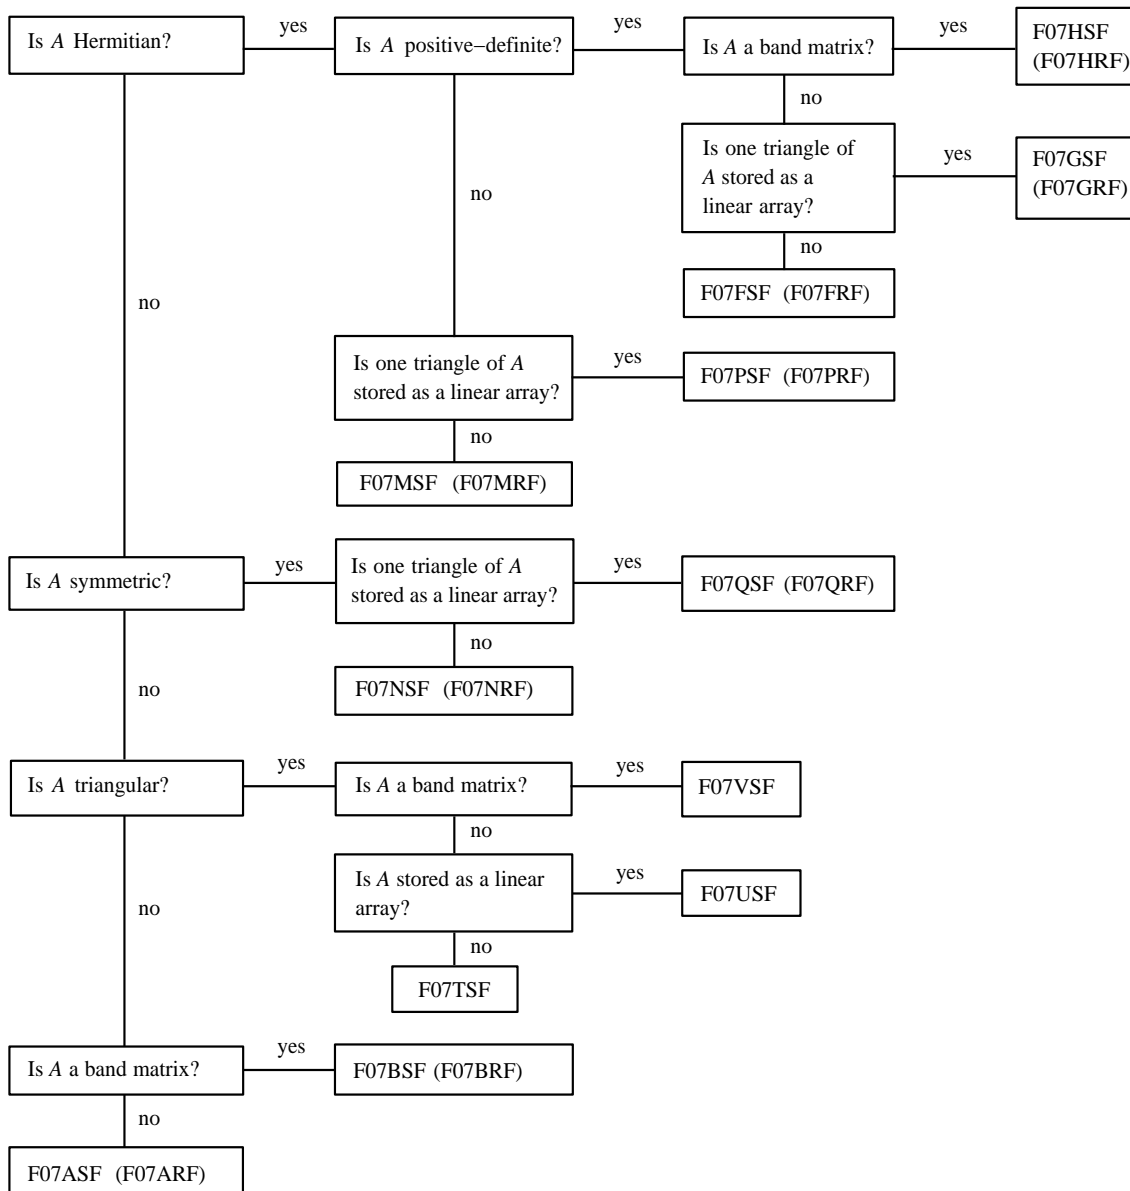 Is A Hermitian?
yes
Is A positive−definite?
yes
Is A a band matrix?
yes
F07HSF
(F07HRF)
no
Is one triangle of
A stored as a
linear array?
yes
F07GSF
(F07GRF)
no
no
F07FSF (F07FRF)
no
Is one triangle of A
stored as a linear array?
yes
F07PSF (F07PRF)
no
F07MSF (F07MRF)
Is A symmetric?
yes
Is one triangle of A
stored as a linear array?
yes
F07QSF (F07QRF)
no
F07NSF (F07NRF)
no
Is A triangular?
yes
Is A a band matrix?
yes
F07VSF
no
Is A stored as a linear
array?
yes
F07USF
no
no
F07TSF
Is A a band matrix?
yes
F07BSF (F07BRF)
no
F07ASF (F07ARF)